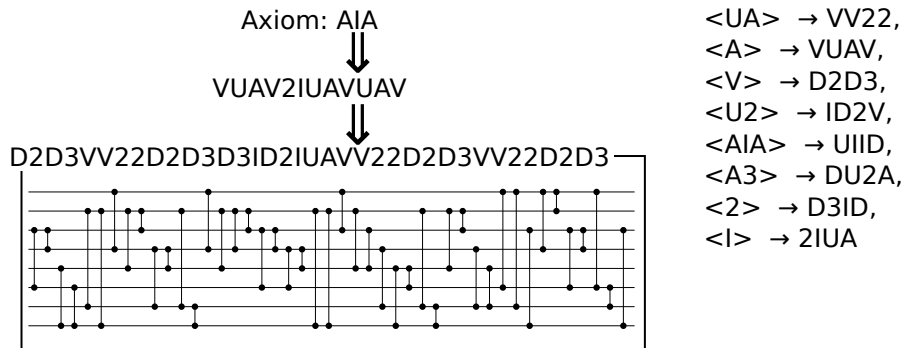 Axiom: AIA
VUAV2IUAVUAV
D2D3VV22D2D3D3ID2IUAVV22D2D3VV22D2D3
<UA> → VV22,
<A> → VUAV,
<V> → D2D3,
<U2> → ID2V,
<AIA> → UIID,
<A3> → DU2A,
<2> → D3ID,
<I> → 2IUA